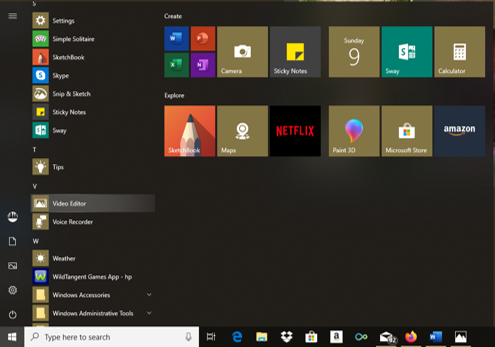 S
Settings
Simple Solitaire
SketchBook
Skype
Snip & Sketch
Sticky Notes
Sway
T
Tips
V
Video Editor
Voice Recorder
W
Weather
WildTangent Games App - hp
Windows Accessories
Windows Administrative Tools
Create
Camera
Sticky Notes
Sunday
9
Sway
Calculator
Explore
SketchBook
Maps
NETFLIX
Paint 3D
Microsoft Store
amazon
Type here to search